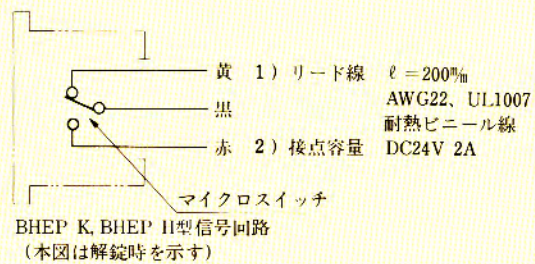 黄 1）リード線 ℓ＝200㎜
黒 AWG22、UL1007
耐熱ビニール線
赤 2）接点容量 DC24V 2A
マイクロスイッチ
BHEP K, BHEP H型信号回路
（本図は解錠時を示す）